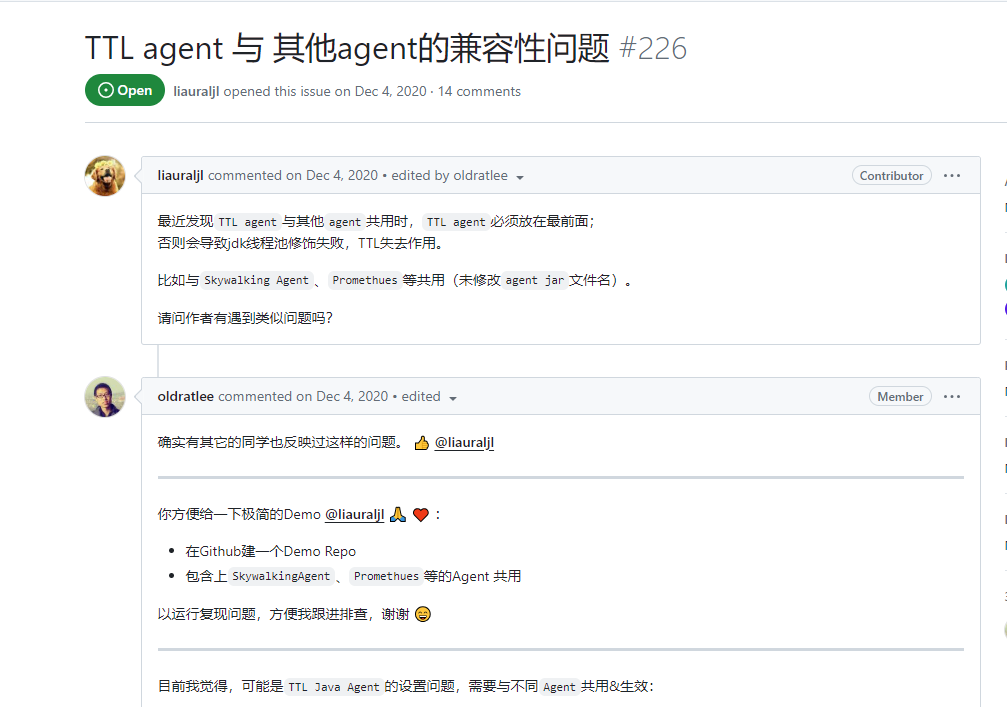 TTL agent 与 其他agent的兼容性问题 #226
Open liauraljl opened this issue on Dec 4, 2020 · 14 comments
liauraljl commented on Dec 4, 2020 • edited by oldratlee Contributor
最近发现 TTL agent 与其他 agent 共用时， TTL agent 必须放在最前面；
否则会导致jdk线程池修饰失败，TTL失去作用。
比如与 Skywalking Agent 、 Promethues 等共用（未修改 agent jar 文件名）。
请问作者有遇到类似问题吗？
oldratlee commented on Dec 4, 2020 • edited Member
确实有其它的同学也反映过这样的问题。 👍 @liauraljl
你方便给一下极简的Demo @liauraljl 🙏 ❤️ ：
• 在Github建一个Demo Repo
• 包含上 SkywalkingAgent 、 Promethues 等的Agent 共用
以运行复现问题，方便我跟进排查，谢谢 😄
目前我觉得，可能是 TTL Java Agent 的设置问题，需要与不同 Agent 共用&生效：